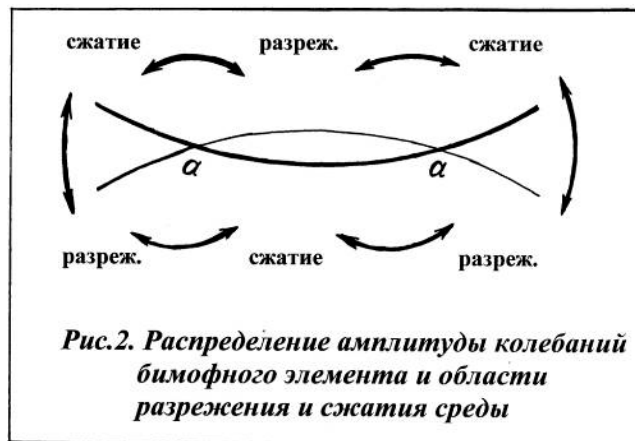 сжатие разреж. сжатие
a a
разреж. сжатие разреж.
Рис.2. Распределение амплитуды колебаний
бимофного элемента и области
разрежения и сжатия среды